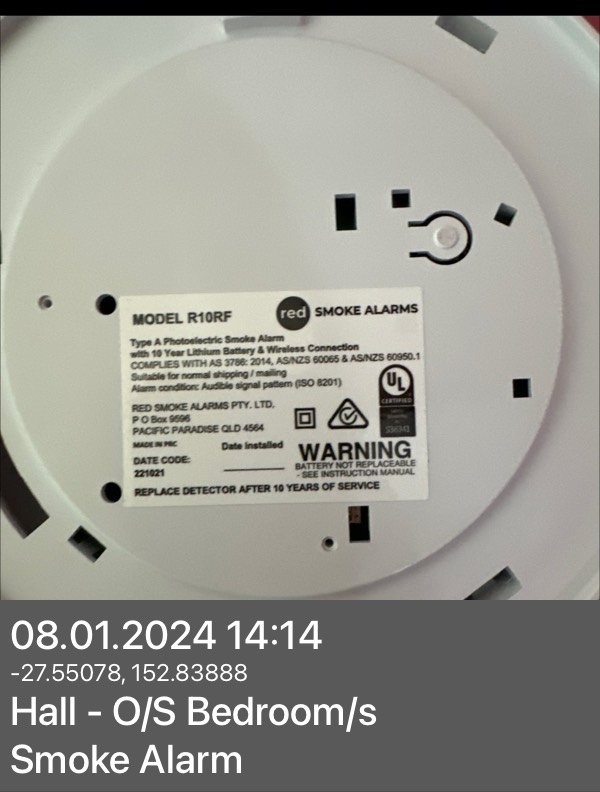 MODEL R10RF
red SMOKE ALARMS
Type A Photoelectric Smoke Alarm
with 10 Year Lithium Battery & Wireless Connection
COMPLIES WITH AS 3786: 2014, AS/NZS 60065 & AS/NZS 60950.1
Suitable for normal shipping / mailing
Alarm condition: Audible signal pattern (ISO 8201)
RED SMOKE ALARMS PTY. LTD.
P O Box 9596
PACIFIC PARADISE QLD 4564
UL
CERTIFIED
MADE IN PRC
Date Installed
DATE CODE:
221021
WARNING
BATTERY NOT REPLACEABLE
- SEE INSTRUCTION MANUAL
REPLACE DETECTOR AFTER 10 YEARS OF SERVICE
08.01.2024 14:14
-27.55078, 152.83888
Hall - O/S Bedroom/s
Smoke Alarm